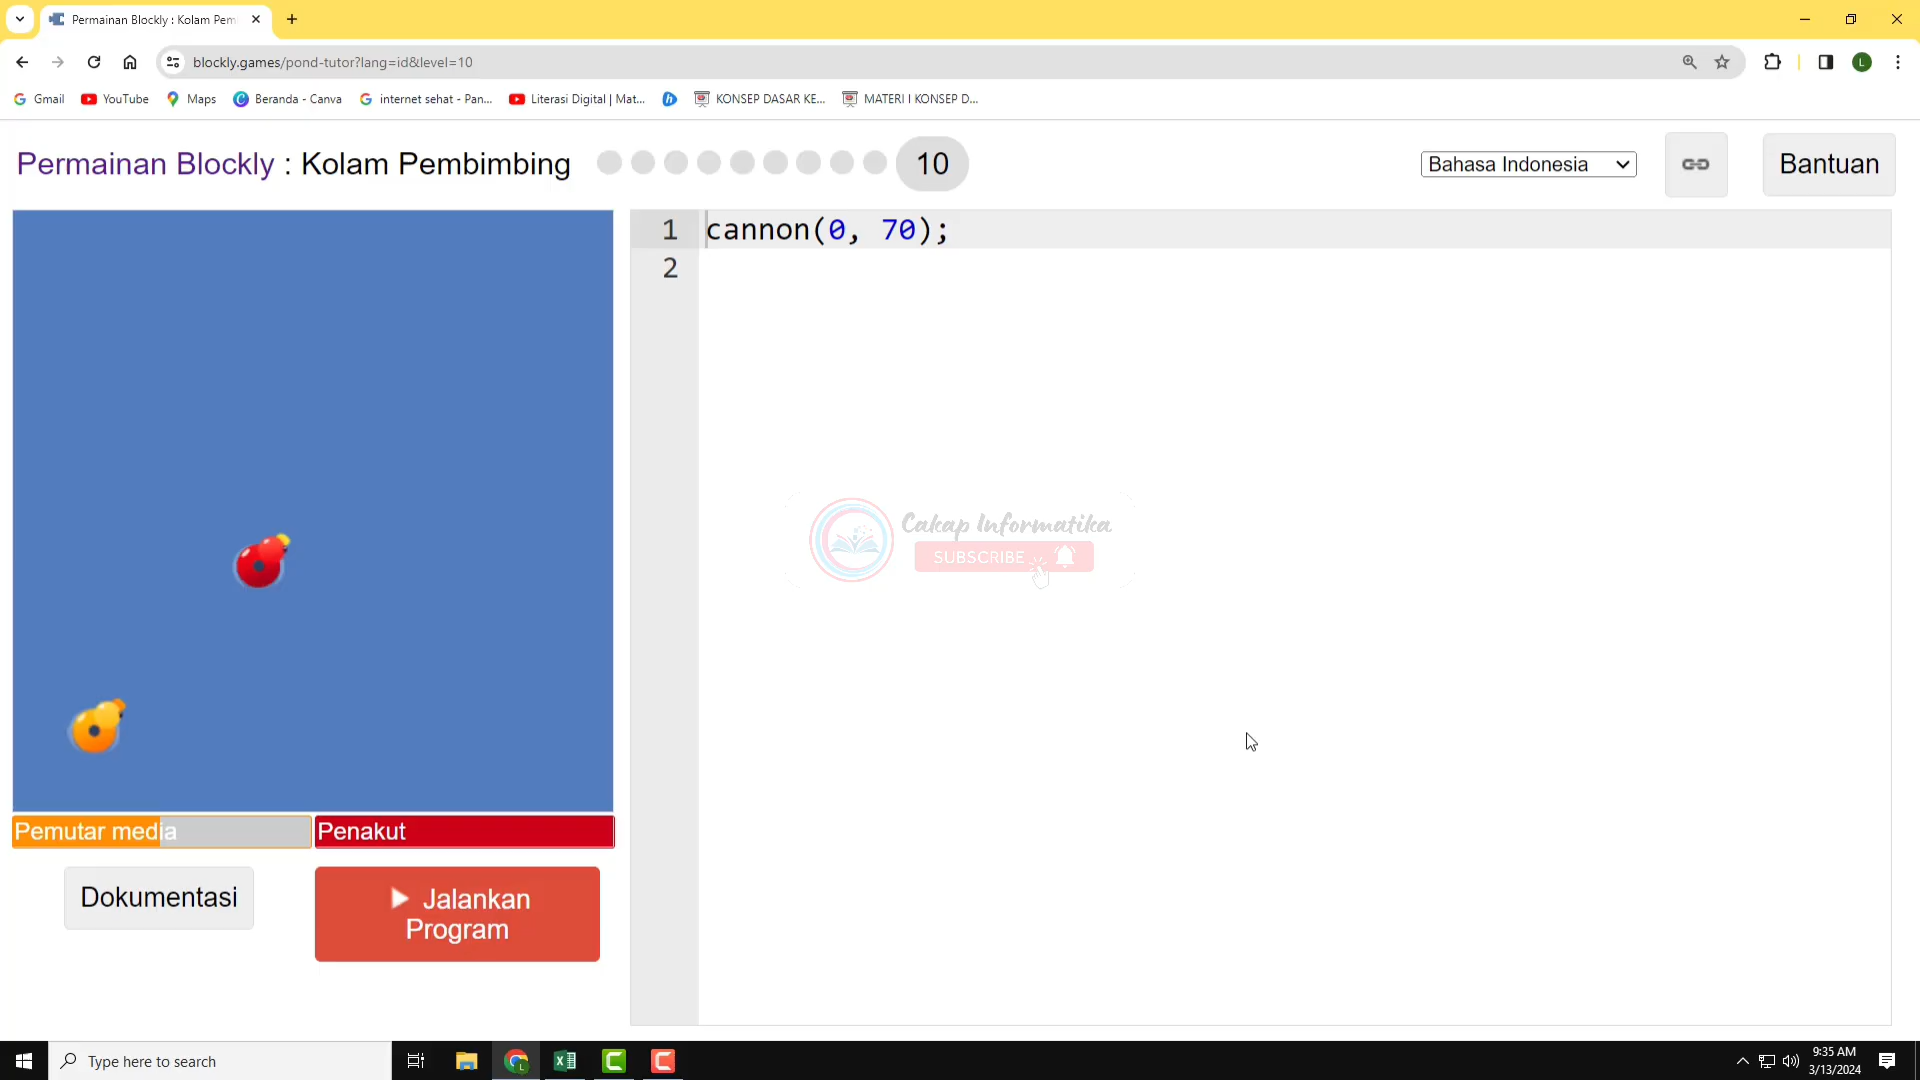 Permainan Blockly : Kolam Pem
blockly.games/pond-tutor?lang=id&level=10
L
Gmail
YouTube
Maps
Beranda - Canva
internet sehat - Pan...
Literasi Digital | Mat...
KONSEP DASAR KE...
MATERI I KONSEP D...
Permainan Blockly : Kolam Pembimbing
10
Bahasa Indonesia
Bantuan
1 cannon(0, 70);
2
Cakap Informatika
SUBSCRIBE
Pemutar media
Penakut
Dokumentasi
Jalankan
Program
Type here to search
9:35 AM
3/13/2024